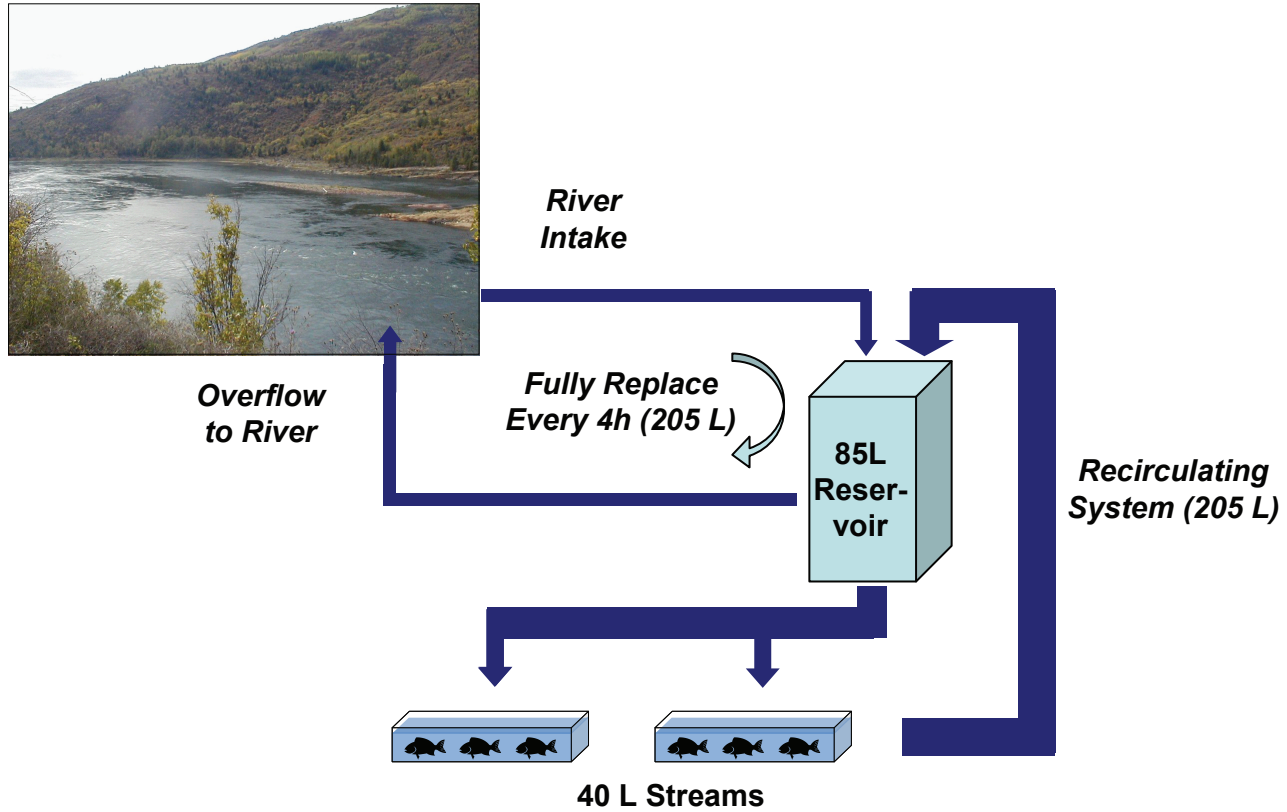 River
Intake
Overflow
to River
Fully Replace
Every 4h (205 L)
85L
Reser-
voir
Recirculating
System (205 L)
40 L Streams